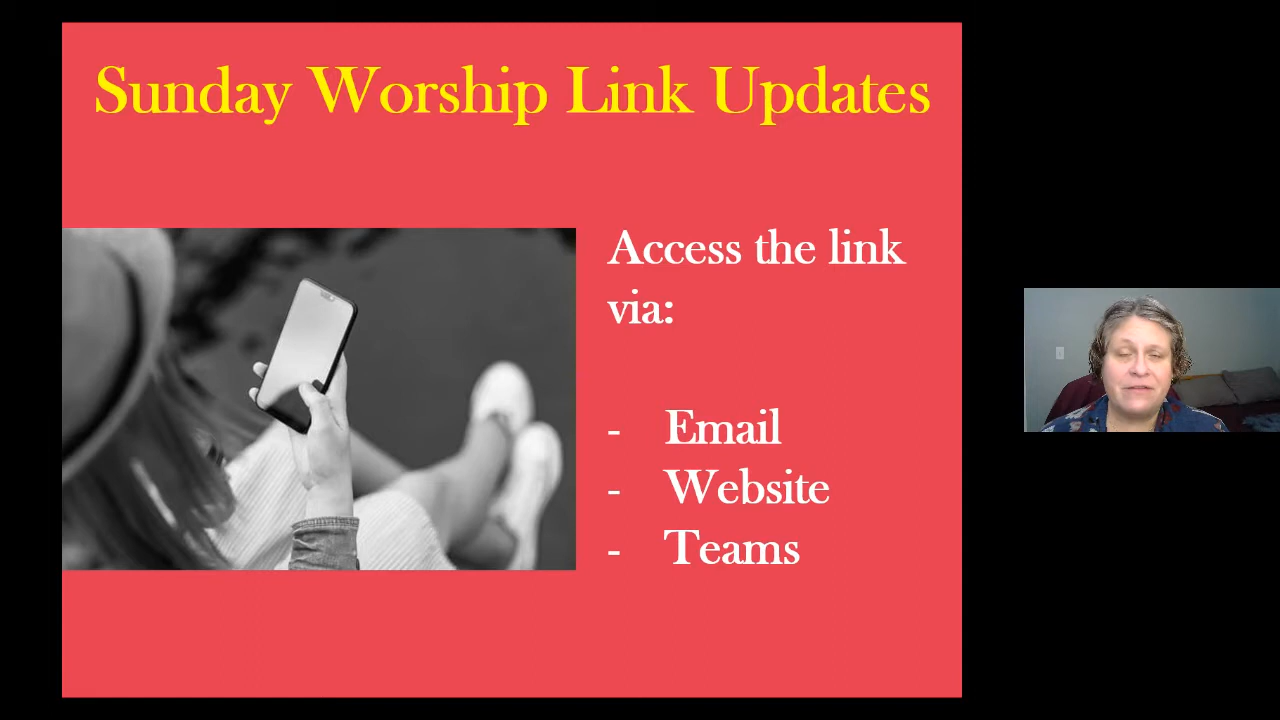 Sunday Worship Link Updates
Access the link
via:
- Email
- Website
- Teams